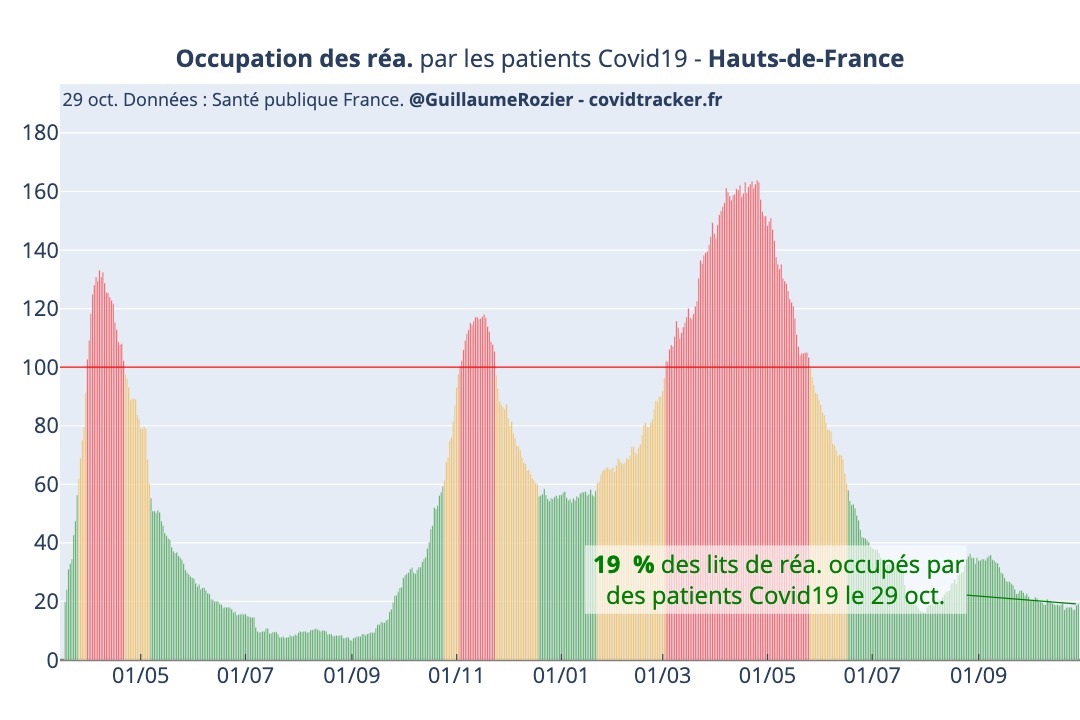 Occupation des réa. par les patients Covid19 - Hauts-de-France
29 oct. Données : Santé publique France. @GuillaumeRozier - covidtracker.fr
180
160
140
120
100
80
60
40
20
0
19 % des lits de réa. occupés par
des patients Covid19 le 29 oct.
01/05 01/07 01/09 01/11 01/01 01/03 01/05 01/07 01/09